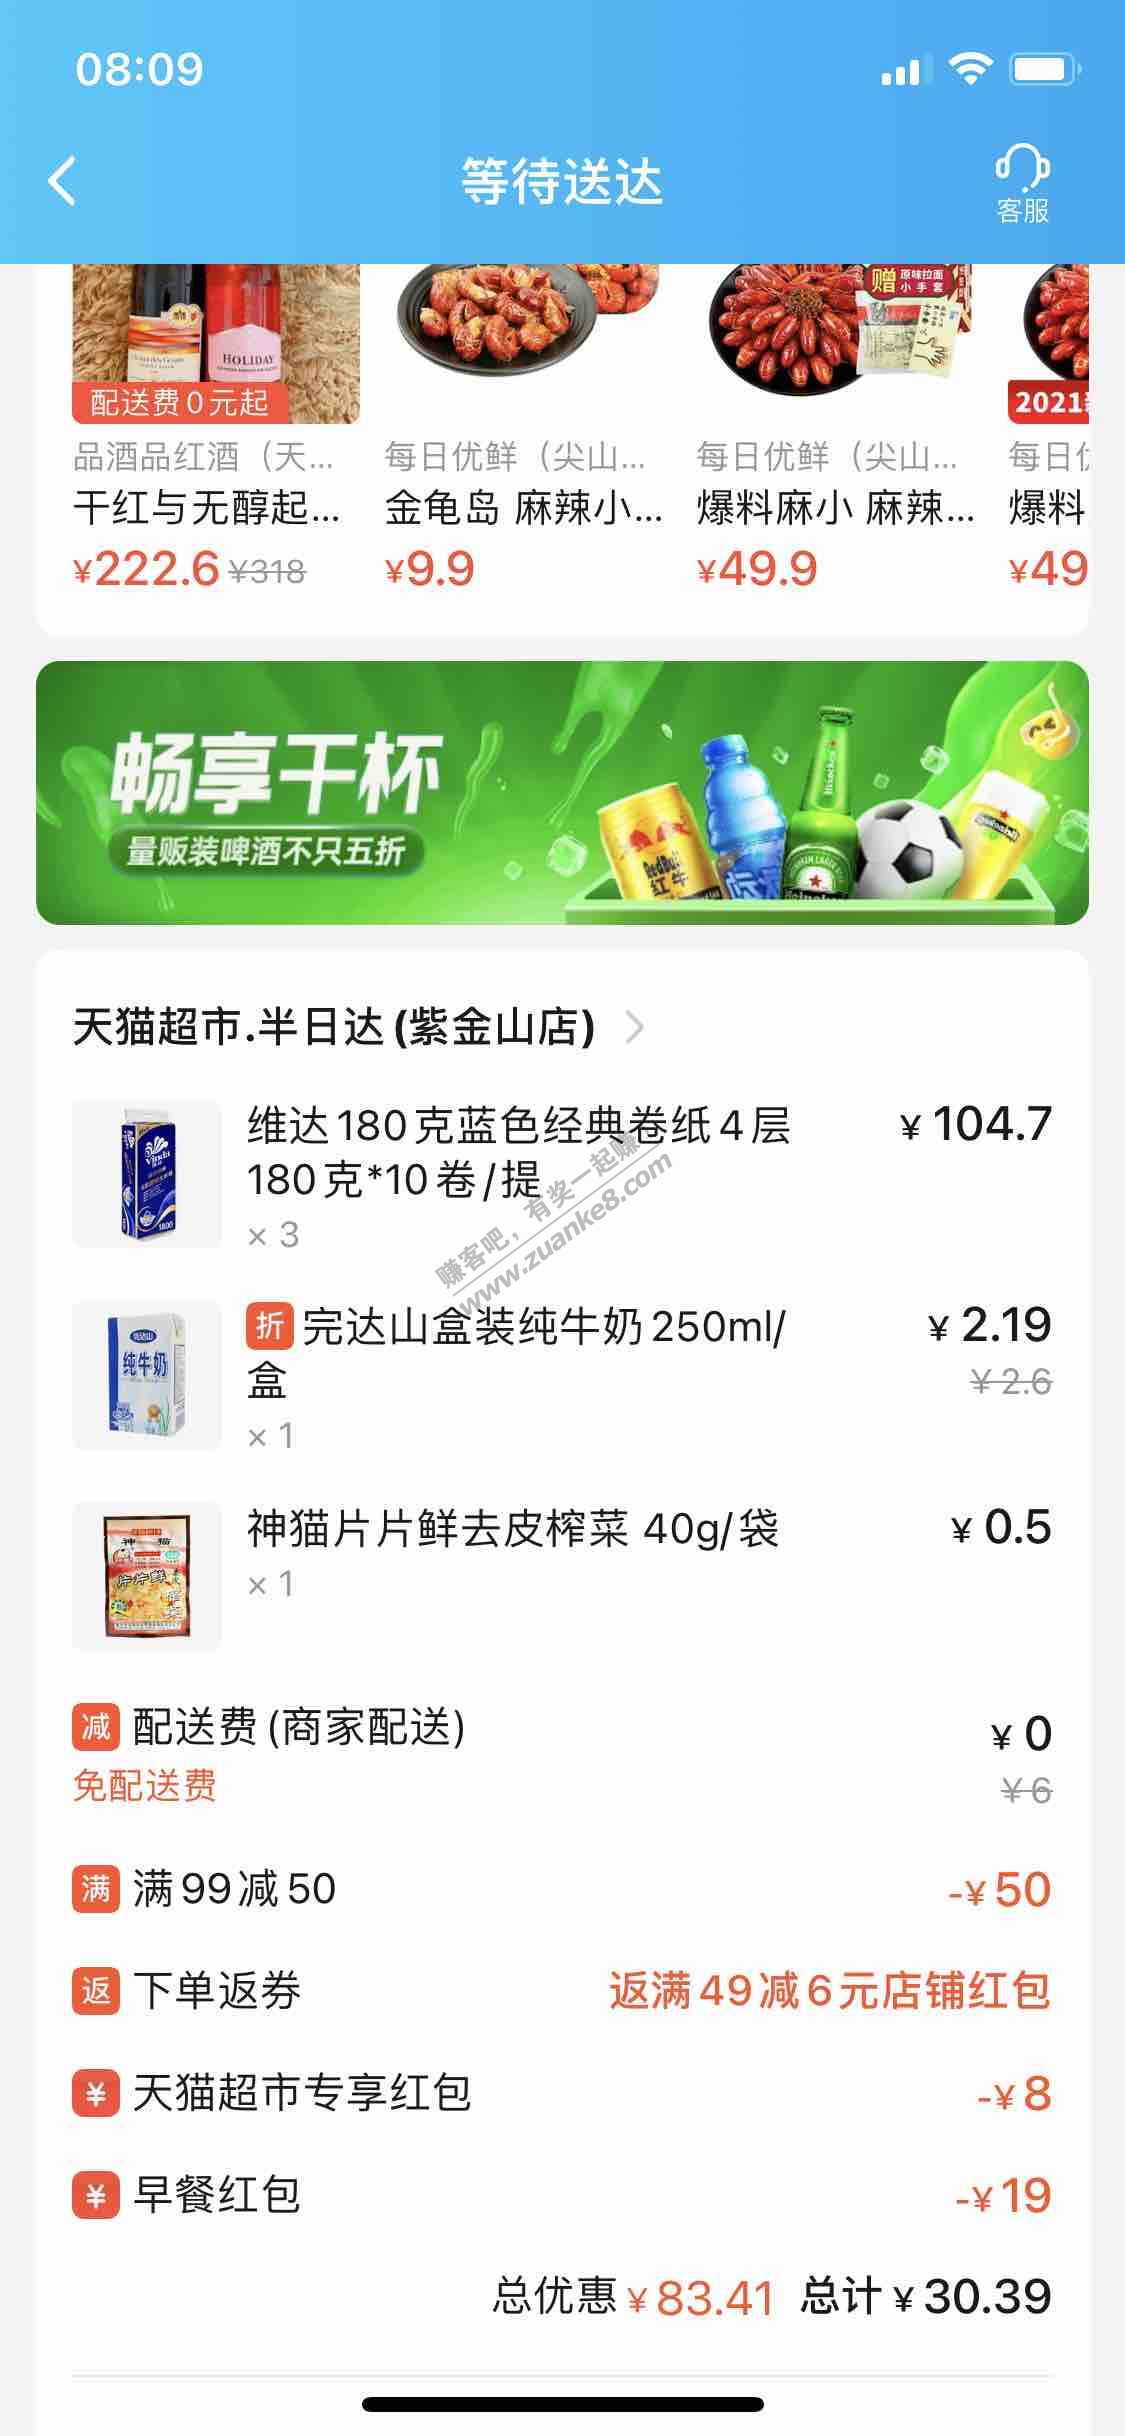 08:09
等待送达
客服
HOLIDAY
赠 原味拉面
小手套
配送费0元起
2021
品酒品红酒（天...
每日优鲜（尖山...
每日优鲜（尖山...
每日优
干红与无醇起...
金龟岛 麻辣小...
爆料麻小 麻辣...
爆料
¥222.6 ¥318
¥9.9
¥49.9
¥49
畅享干杯
量贩装啤酒不只五折
RedBull
红牛
Heineken
天猫超市.半日达(紫金山店)
维达180克蓝色经典卷纸4层
180克*10卷/提
¥ 104.7
× 3
Vinda
赚客吧，有奖一起赚！
www.zuanke8.com
折 完达山盒装纯牛奶250ml/
盒
¥ 2.19
¥ 2.6
× 1
完达山
纯牛奶
神猫片片鲜去皮榨菜 40g/袋
¥ 0.5
× 1
神猫
片片鲜
减 配送费(商家配送)
¥ 0
免配送费
¥ 6
满 满99减50
-¥ 50
返 下单返券
返满49减6元店铺红包
¥ 天猫超市专享红包
-¥ 8
¥ 早餐红包
-¥ 19
总优惠 ¥ 83.41 总计 ¥ 30.39